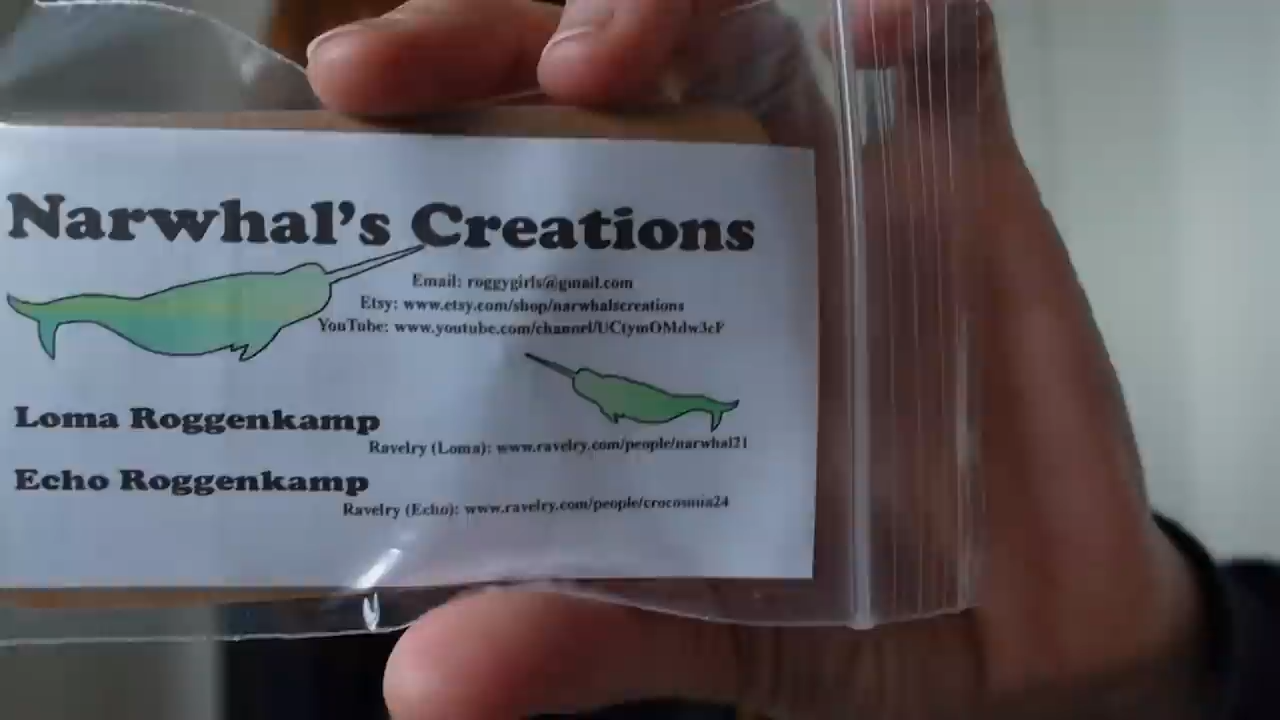 Narwhal's Creations
Email: roggygirls@gmail.com
Etsy: www.etsy.com/shop/narwhalscreations
YouTube: www.youtube.com/channel/UCtymOMdw3cF
Loma Roggenkamp
Ravelry (Loma): www.ravelry.com/people/narwhal21
Echo Roggenkamp
Ravelry (Echo): www.ravelry.com/people/crocosmia24